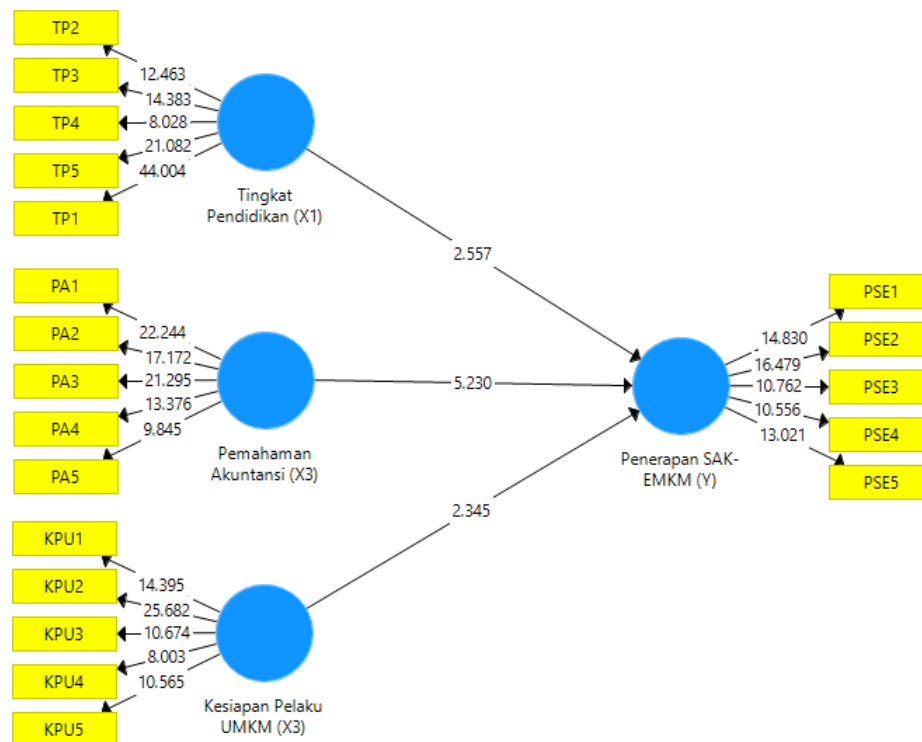 TP2
TP3
TP4
TP5
TP1
12.463
14.383
8.028
21.082
44.004
Tingkat
Pendidikan (X1)
2.557
PA1
PA2
PA3
PA4
PA5
22.244
17.172
21.295
13.376
9.845
Pemahaman
Akuntansi (X3)
5.230
KPU1
KPU2
KPU3
KPU4
KPU5
14.395
25.682
10.674
8.003
10.565
Kesiapan Pelaku
UMKM (X3)
2.345
Penerapan SAK-
EMKM (Y)
14.830
16.479
10.762
10.556
13.021
PSE1
PSE2
PSE3
PSE4
PSE5